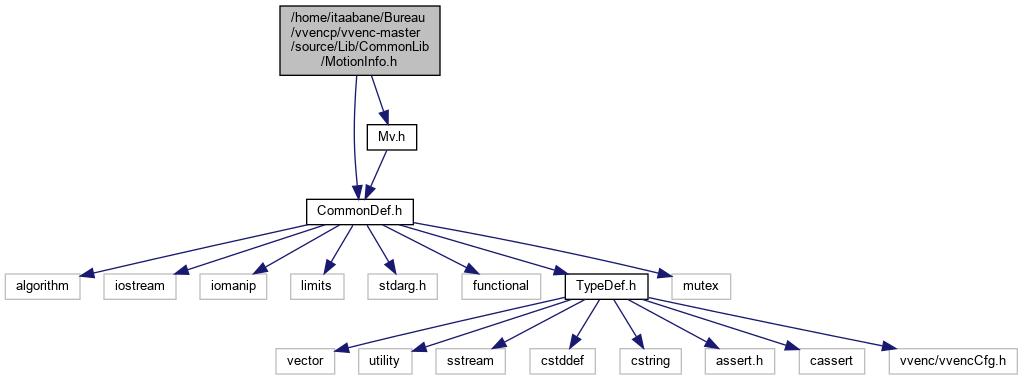 /home/itaabane/Bureau
/vvencp/vvenc-master
/source/Lib/CommonLib
/MotionInfo.h
Mv.h
CommonDef.h
algorithm
iostream
iomanip
limits
stdarg.h
functional
TypeDef.h
mutex
vector
utility
sstream
cstddef
cstring
assert.h
cassert
vvenc/vvencCfg.h